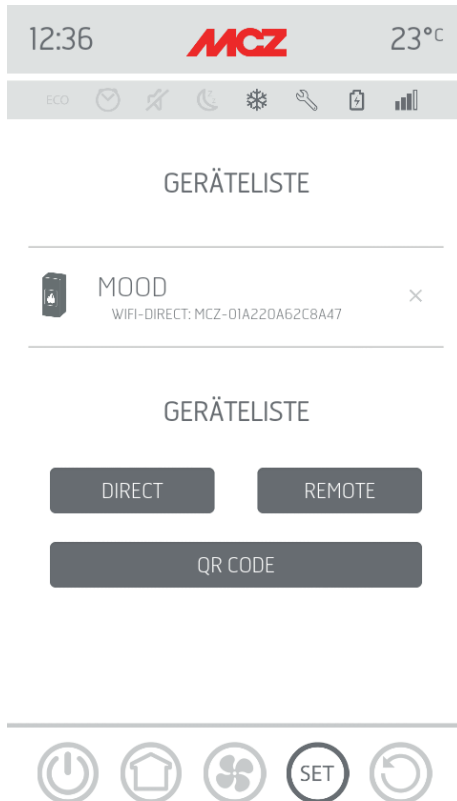 12:36 MCZ 23°C
ECO
GERÄTELISTE
MOOD
WIFI-DIRECT: MCZ-01A220A62C8A47
GERÄTELISTE
DIRECT REMOTE
QR CODE
SET